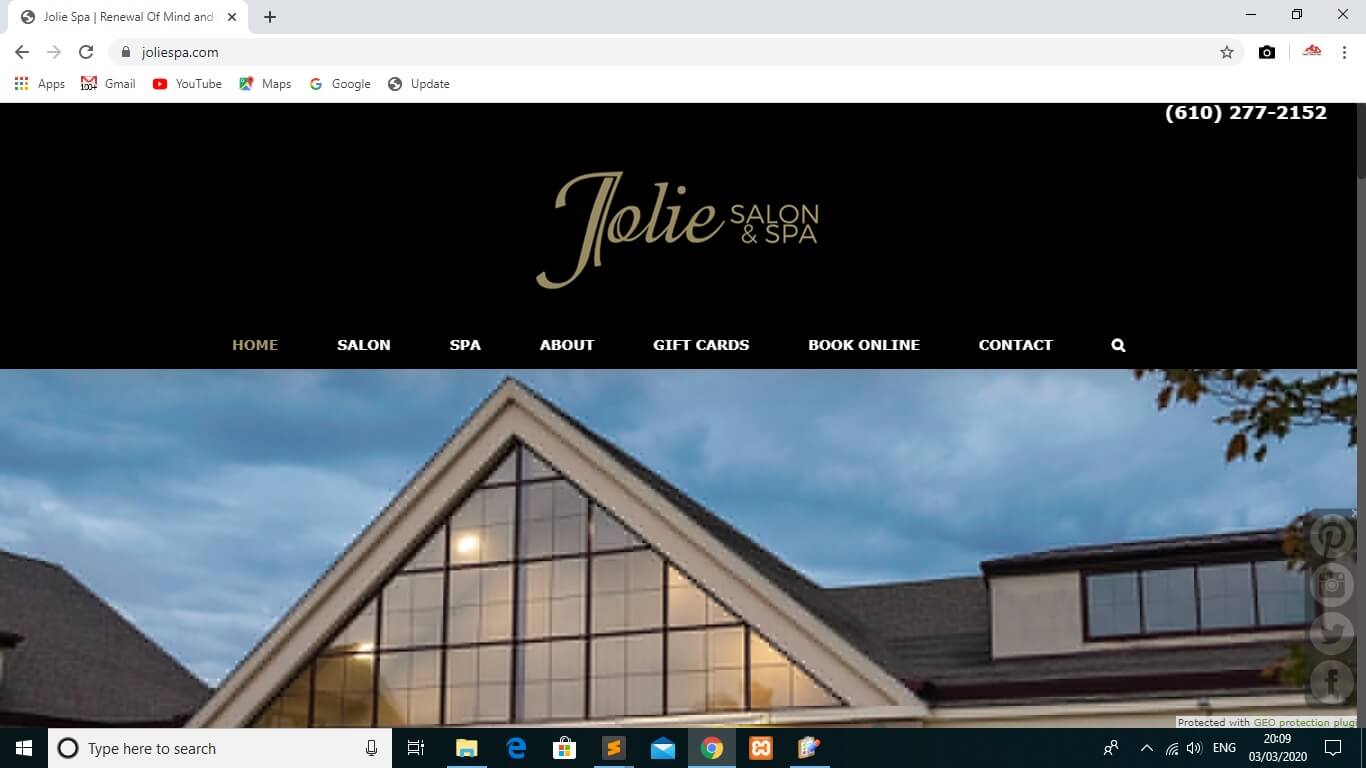 Jolie Spa | Renewal Of Mind and
joliespa.com
Apps
100+
Gmail
YouTube
Maps
G
Google
Update
(610) 277-2152
Jolie SALON
& SPA
HOME
SALON
SPA
ABOUT
GIFT CARDS
BOOK ONLINE
CONTACT
Protected with GEO protection plugi
Type here to search
ENG
20:09
03/03/2020